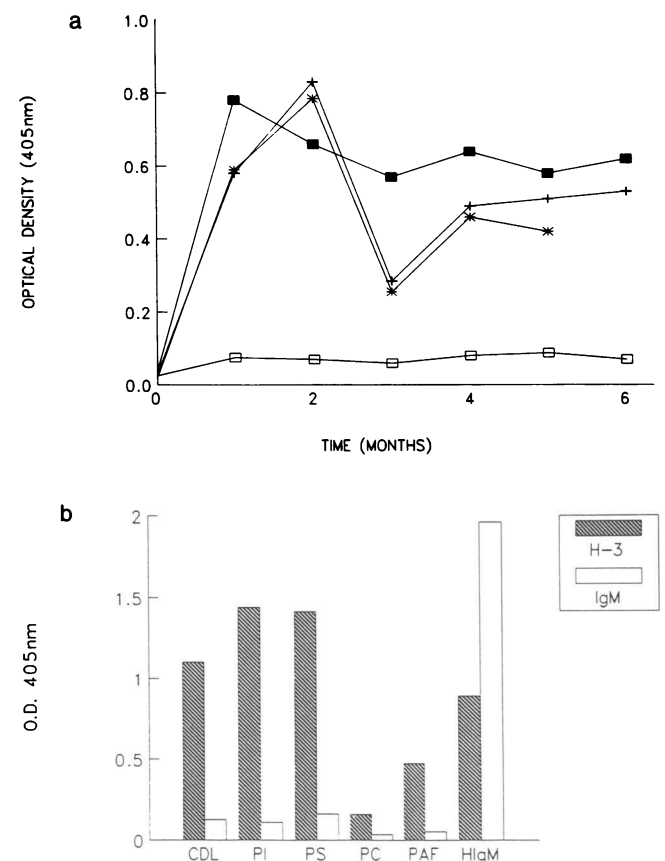 a
1.0
0.8
0.6
0.4
0.2
0.0
OPTICAL DENSITY (405nm)
0 2 4 6
TIME (MONTHS)
b
2
1.5
1
0.5
0
O.D. 405nm
H-3
IgM
CDL PI PS PC PAF HIaM